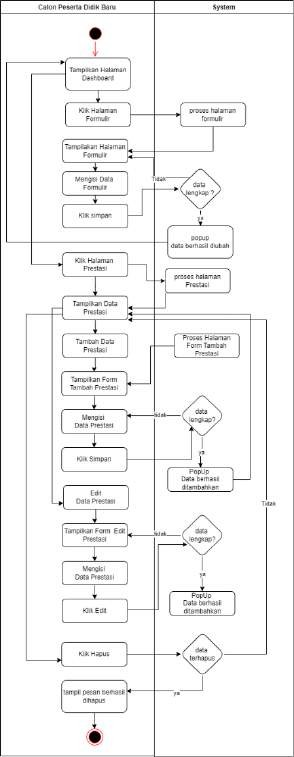 Calon Peserta Didik Baru
System
Tampilkan Halaman
Dashboard
Klik Halaman
Formulir
proses halaman
formulir
Tampilakan Halaman
Formulir
Mengisi Data
Formulir
Tidak
data
lengkap ?
Klik simpan
ya
popup
data berhasil diubah
Klik Halaman
Prestasi
proses halaman
Prestasi
Tampilkan Data
Prestasi
Tambah Data
Prestasi
Proses Halaman
Form Tambah
Prestasi
Tampilkan Form
Tambah Prestasi
Mengisi
Data Prestasi
tidak
data
lengkap?
Klik Simpan
ya
PopUp
Data berhasil
ditambahkan
Edit
Data Prestasi
Tidak
Tampilkan Form Edit
Prestasi
tidak
data
lengkap?
Mengisi
Data Prestasi
ya
Klik Edit
PopUp
Data berhasil
ditambahkan
Klik Hapus
data
terhapus
tampil pesan berhasil
dihapus
ya